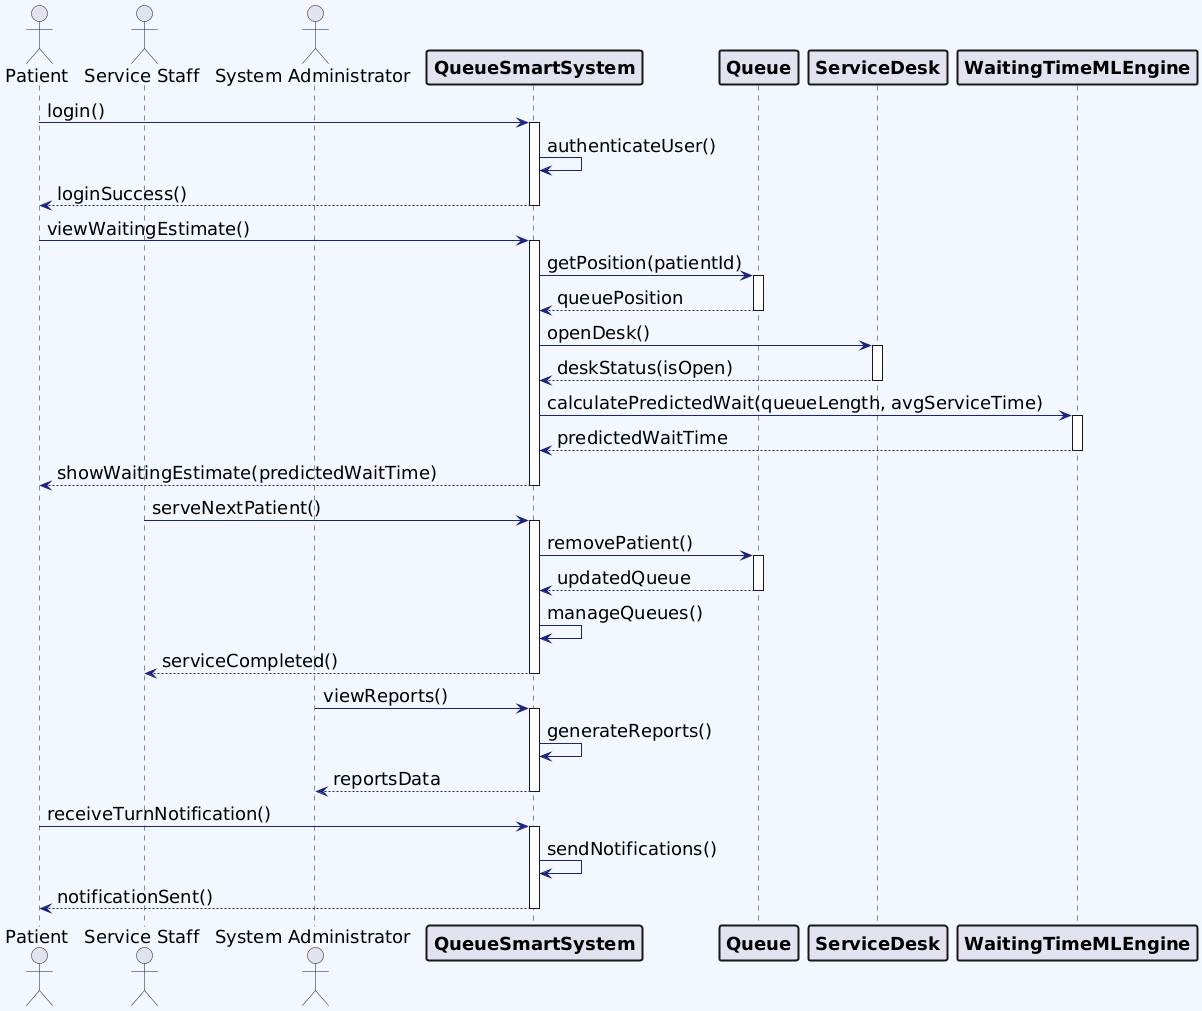 Patient Service Staff System Administrator QueueSmartSystem Queue ServiceDesk WaitingTimeMLEngine
login()
authenticateUser()
loginSuccess()
viewWaitingEstimate()
getPosition(patientId)
queuePosition
openDesk()
deskStatus(isOpen)
calculatePredictedWait(queueLength, avgServiceTime)
predictedWaitTime
showWaitingEstimate(predictedWaitTime)
serveNextPatient()
removePatient()
updatedQueue
manageQueues()
serviceCompleted()
viewReports()
generateReports()
reportsData
receiveTurnNotification()
sendNotifications()
notificationSent()
Patient Service Staff System Administrator QueueSmartSystem Queue ServiceDesk WaitingTimeMLEngine